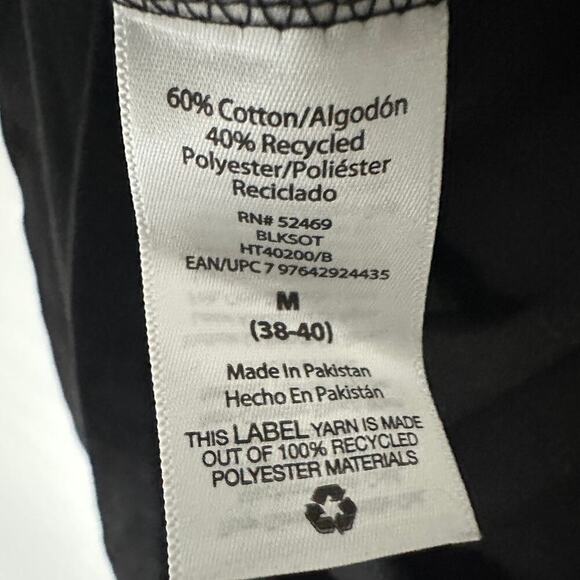 60% Cotton/Algodón
40% Recycled
Polyester/Poliéster
Reciclado
RN# 52469
BLKSOT
HT40200/B
EAN/UPC 7 97642924435
M
(38-40)
Made In Pakistan
Hecho En Pakistán
THIS LABEL YARN IS MADE
OUT OF 100% RECYCLED
POLYESTER MATERIALS